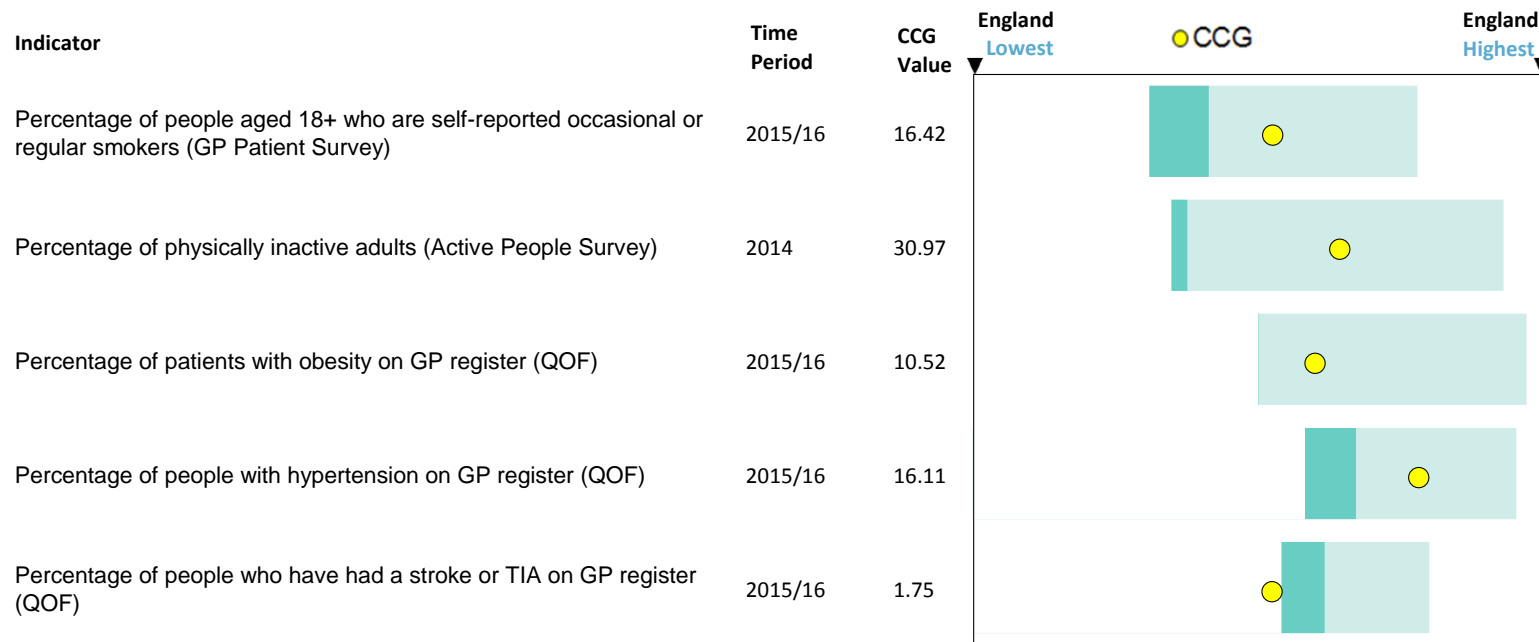 Indicator
Time
Period
CCG
Value
England
Lowest
CCG
England
Highest
Percentage of people aged 18+ who are self-reported occasional or
regular smokers (GP Patient Survey)
2015/16
16.42
Percentage of physically inactive adults (Active People Survey)
2014
30.97
Percentage of patients with obesity on GP register (QOF)
2015/16
10.52
Percentage of people with hypertension on GP register (QOF)
2015/16
16.11
Percentage of people who have had a stroke or TIA on GP register
(QOF)
2015/16
1.75